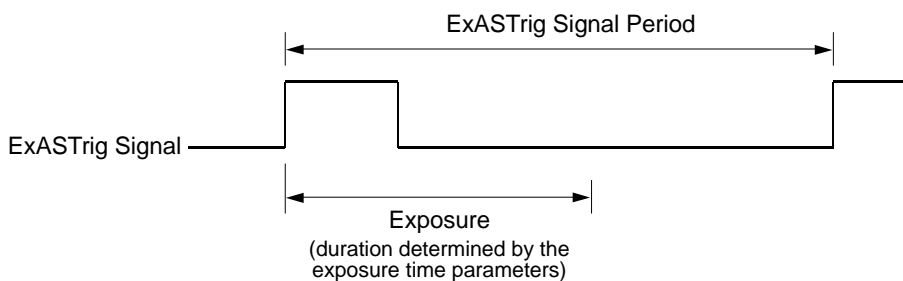 ExASTrig Signal Period
ExASTrig Signal
Exposure
(duration determined by the
exposure time parameters)